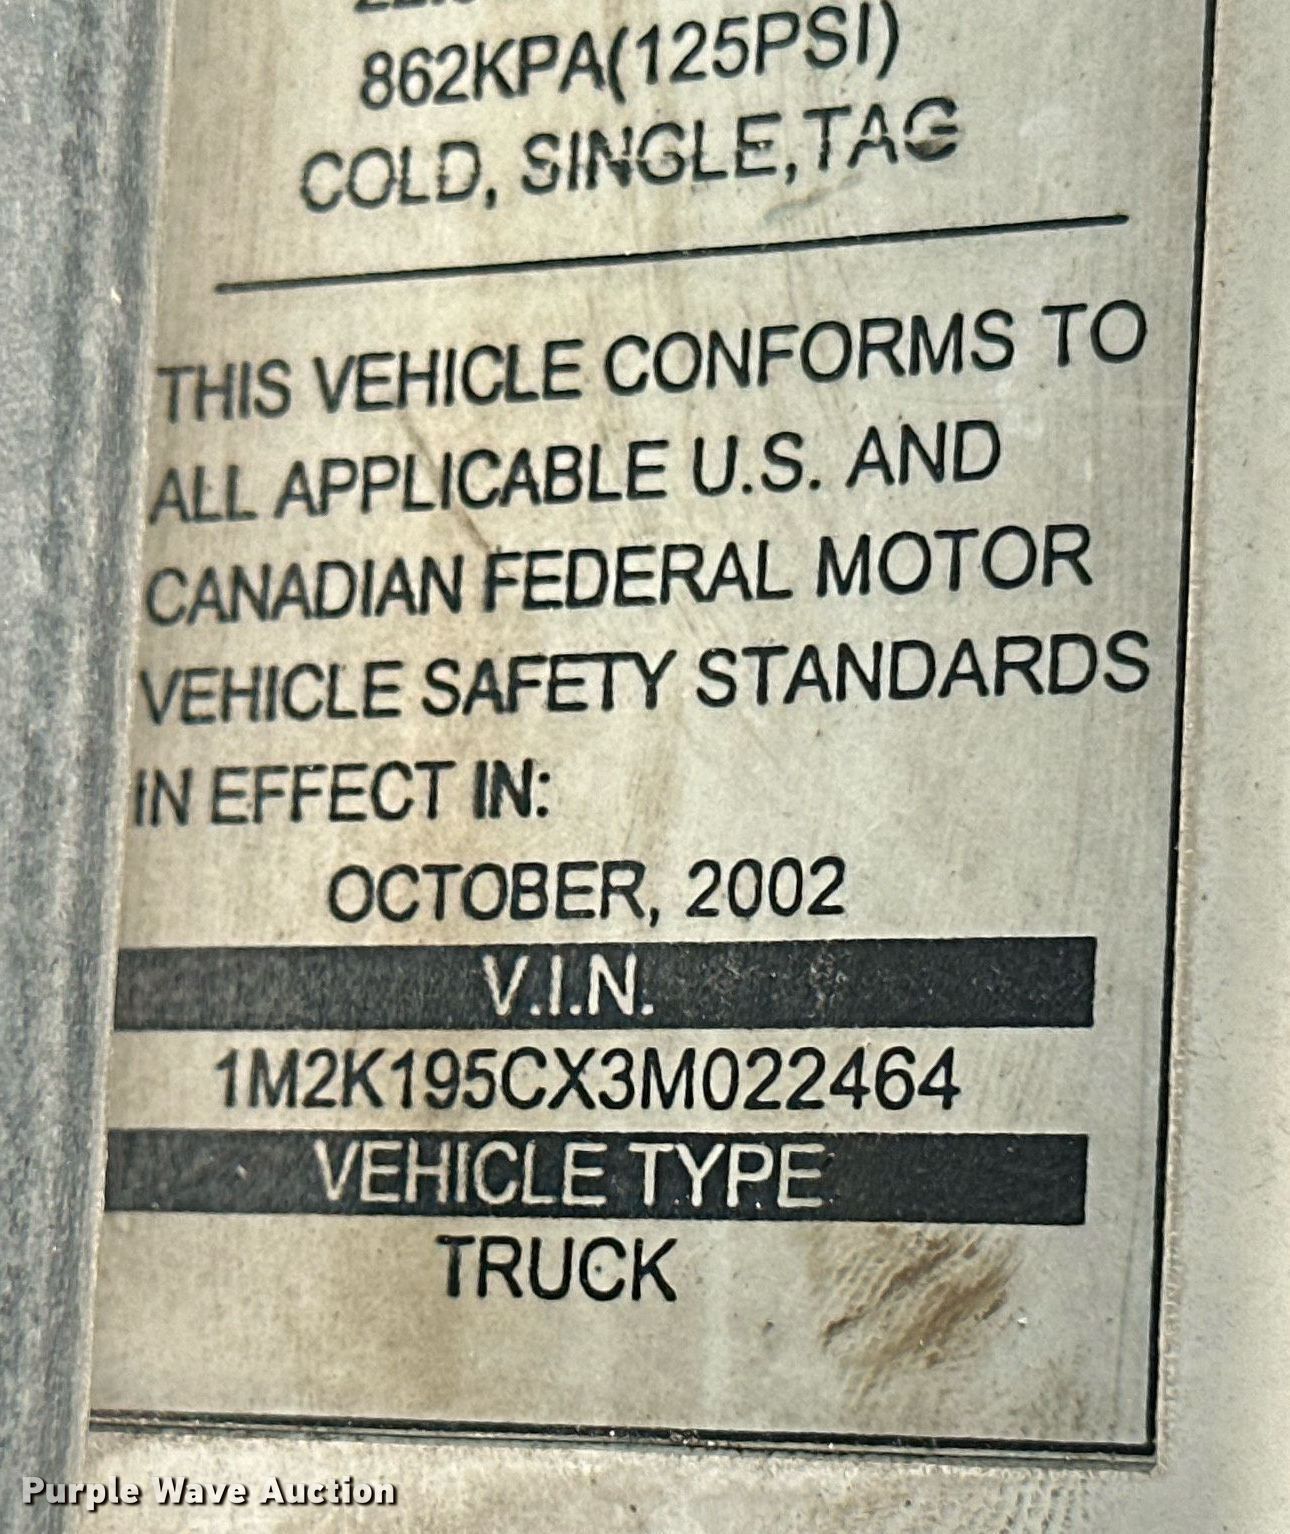 862KPA(125PSI)
COLD, SINGLE,TAG
THIS VEHICLE CONFORMS TO
ALL APPLICABLE U.S. AND
CANADIAN FEDERAL MOTOR
VEHICLE SAFETY STANDARDS
IN EFFECT IN:
OCTOBER, 2002
V.I.N.
1M2K195CX3M022464
VEHICLE TYPE
TRUCK
Purple Wave Auction